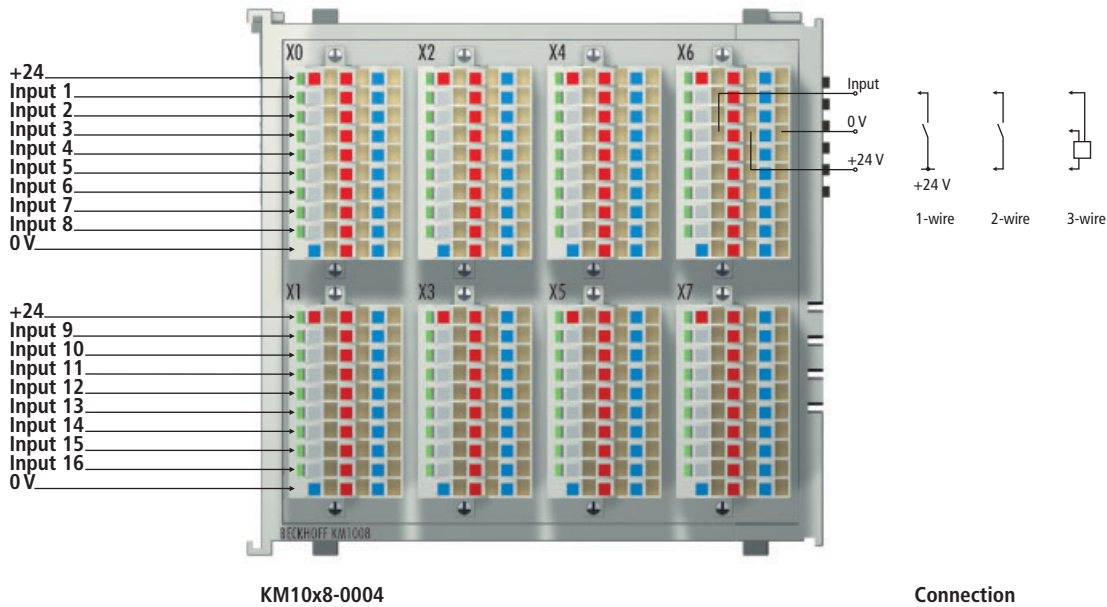 X0 X2 X4 X6
+24
Input 1
Input 2
Input 3
Input 4
Input 5
Input 6
Input 7
Input 8
0 V
Input
0 V
+24 V
+24 V
1-wire 2-wire 3-wire
X1 X3 X5 X7
+24
Input 9
Input 10
Input 11
Input 12
Input 13
Input 14
Input 15
Input 16
0 V
BECKHOFF KM1008
KM10x8-0004
Connection